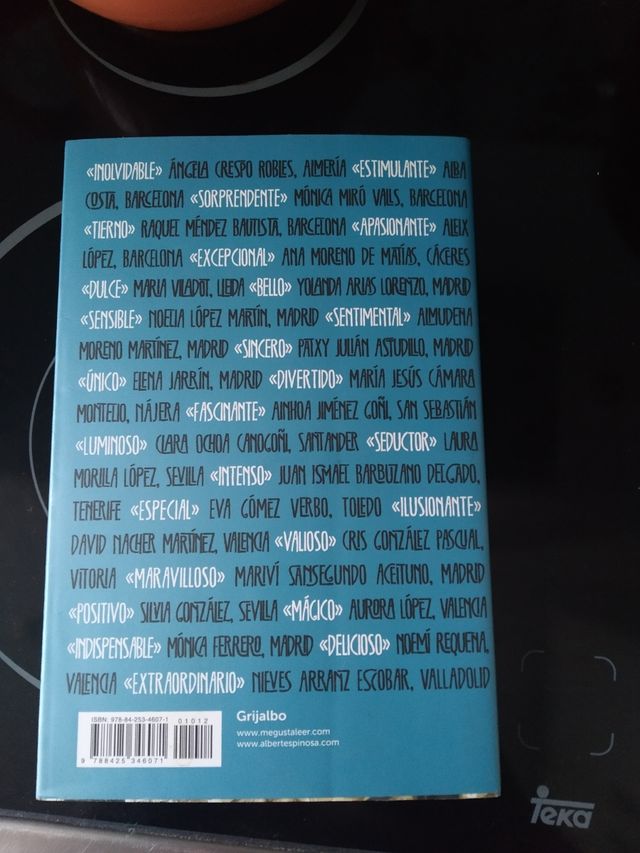 «INOLVIDABLE» ÁNGELA CRESPO ROBLES, ALMERÍA «ESTIMULANTE» ALBA
COSTA, BARCELONA «SORPRENDENTE» MÓNICA MIRÓ VALLS, BARCELONA
«TIERNO» RAQUEL MÉNDEZ BAUTISTA, BARCELONA «APASIONANTE» ALEIX
LÓPEZ, BARCELONA «EXCEPCIONAL» ANA MORENO DE MATÍAS, CÁCERES
«DULCE» MARIA VILADOT, LLEIDA «BELLO» YOLANDA ARIAS LORENZO, MADRID
«SENSIBLE» NOELIA LÓPEZ MARTÍN, MADRID «SENTIMENTAL» ALMUDENA
MORENO MARTÍNEZ, MADRID «SINCERO» PATXY JULIÁN ASTUDILLO, MADRID
«ÚNICO» ELENA JARRÍN, MADRID «DIVERTIDO» MARÍA JESÚS CÁMARA
MONTEJO, NÁJERA «FASCINANTE» AINHOA JIMÉNEZ GOÑI, SAN SEBASTIÁN
«LUMINOSO» CLARA OCHOA CANOGOÑI, SANTANDER «SEDUCTOR» LAURA
MORILLA LÓPEZ, SEVILLA «INTENSO» JUAN ISMAEL BARBUZANO DELGADO,
TENERIFE «ESPECIAL» EVA GÓMEZ VERBO, TOLEDO «ILUSIONANTE»
DAVID NACHER MARTÍNEZ, VALENCIA «VALIOSO» CRIS GONZÁLEZ PASCUAL,
VITORIA «MARAVILLOSO» MARIVÍ SANSEGUNDO ACEITUNO, MADRID
«POSITIVO» SILVIA GONZÁLEZ, SEVILLA «MÁGICO» AURORA LÓPEZ, VALENCIA
«INDISPENSABLE» MÓNICA FERRERO, MADRID «DELICIOSO» NOEMÍ REQUENA,
VALENCIA «EXTRAORDINARIO» NIEVES ARRANZ ESCOBAR, VALLADOLID
ISBN: 978-84-253-4607-1
01012
9 788425 346071
Grijalbo
www.megustaleer.com
www.albertespinosa.com
TEKA